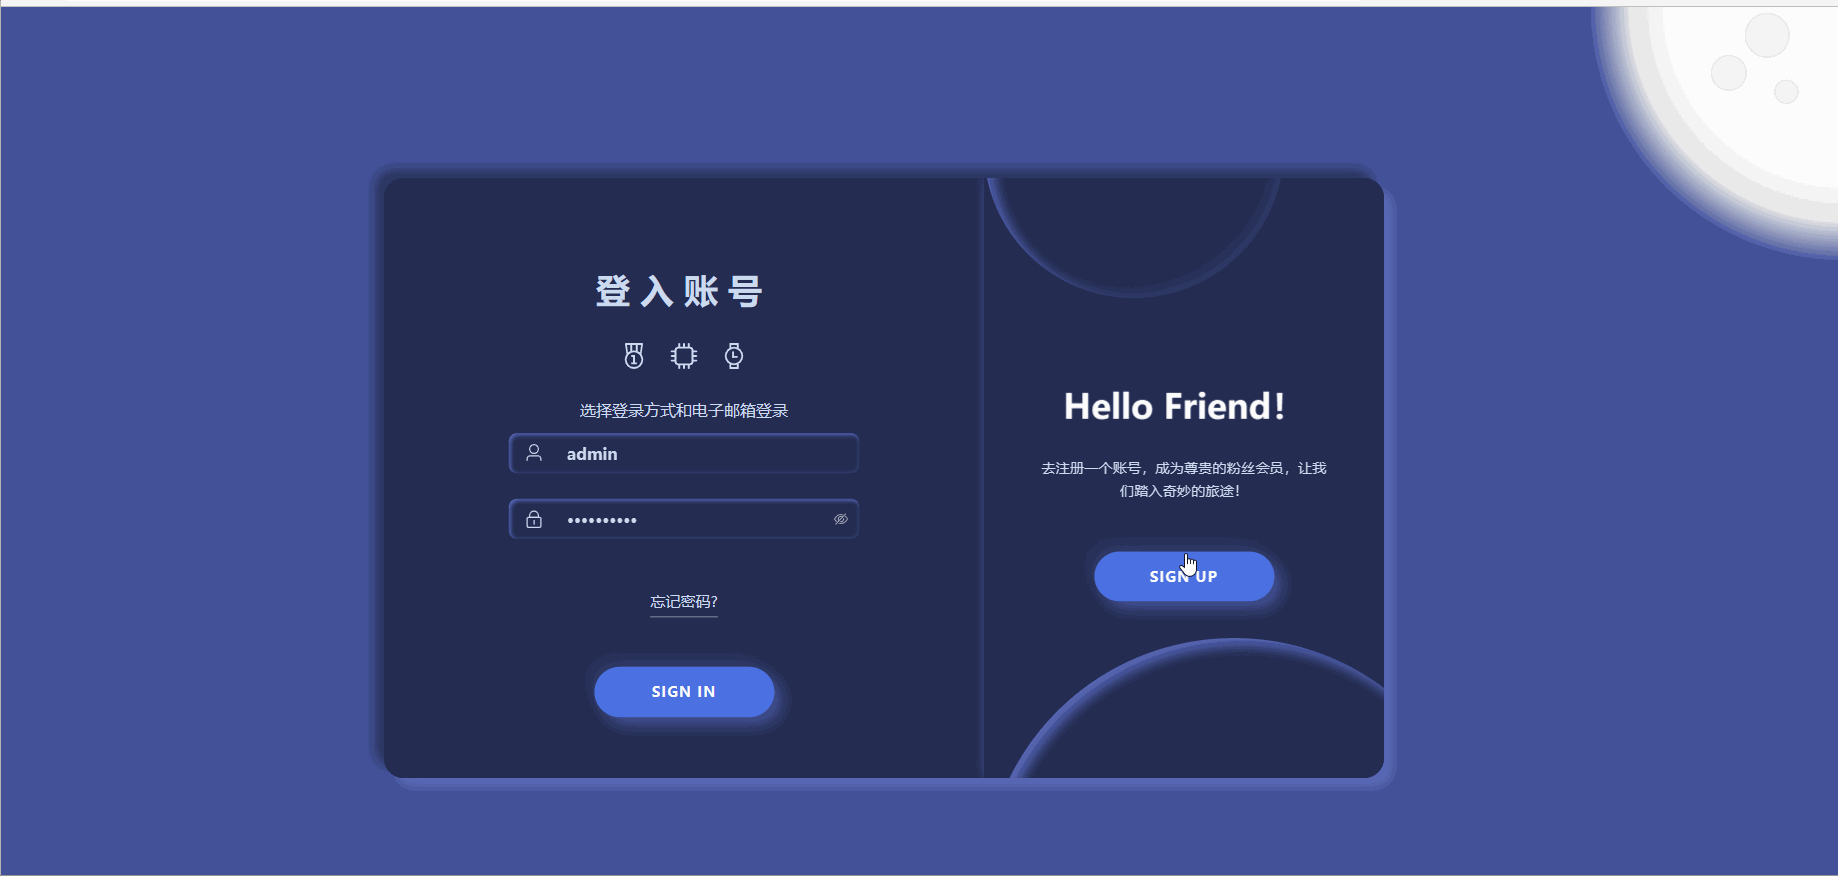 登入账号
1
选择登录方式和电子邮箱登录
admin
••••••••••
忘记密码?
SIGN IN
Hello Friend!
去注册一个账号，成为尊贵的粉丝会员，让我
们踏入奇妙的旅途！
SIGN UP